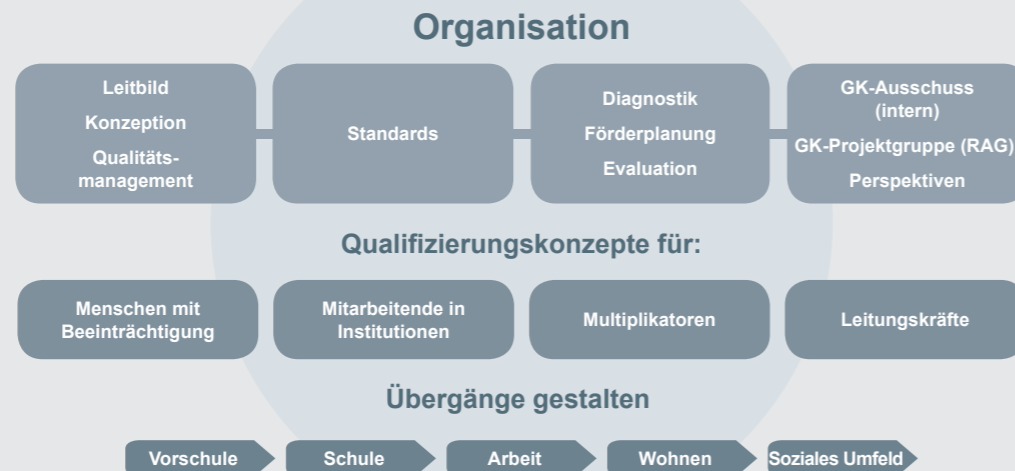 Organisation
Leitbild
Konzeption
Qualitäts-
management
Standards
Diagnostik
Förderplanung
Evaluation
GK-Ausschuss
(intern)
GK-Projektgruppe (RAG)
Perspektiven
Qualifizierungskonzepte für:
Menschen mit
Beeinträchtigung
Mitarbeitende in
Institutionen
Multiplikatoren
Leitungskräfte
Übergänge gestalten
Vorschule
Schule
Arbeit
Wohnen
Soziales Umfeld